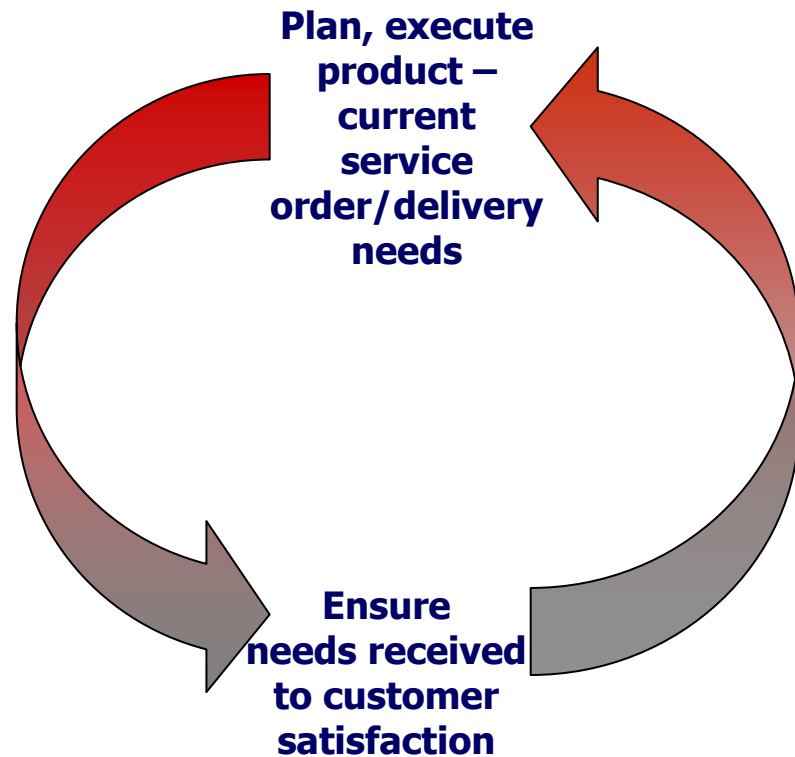 Plan, execute
product –
current
service
order/delivery
needs
Ensure
needs received
to customer
satisfaction